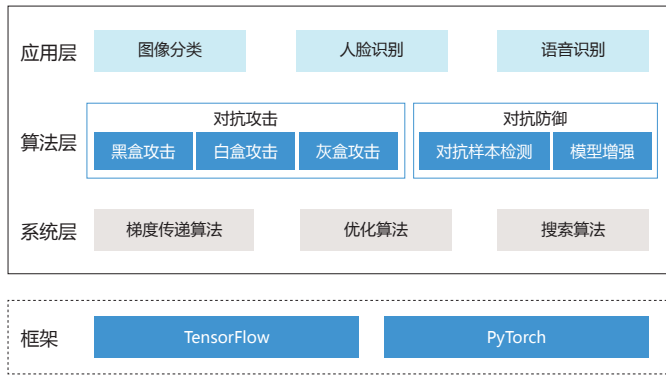 应用层 图像分类 人脸识别 语音识别
对抗攻击 对抗防御
算法层 黑盒攻击 白盒攻击 灰盒攻击 对抗样本检测 模型增强
系统层 梯度传递算法 优化算法 搜索算法
框架 TensorFlow PyTorch